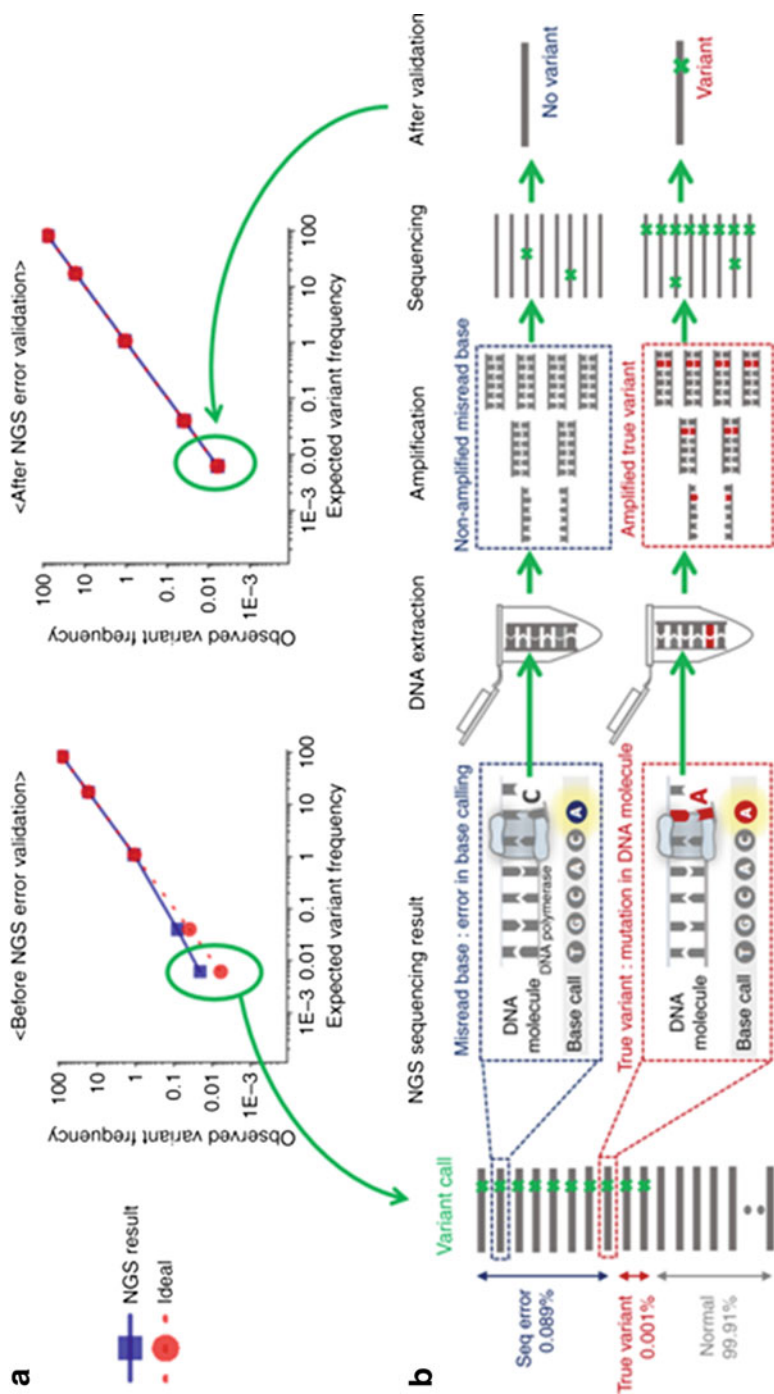 a
NGS result
Ideal
<Before NGS error validation>
Observed variant frequency
100
10
1
0.1
0.01
1E-3
1E-3
0.01
0.1
1
10
100
Expected variant frequency
<After NGS error validation>
Observed variant frequency
100
10
1
0.1
0.01
1E-3
1E-3
0.01
0.1
1
10
100
Expected variant frequency
b
Variant call
NGS sequencing result
DNA extraction
Amplification
Sequencing
After validation
Seq error
0.089%
True variant
0.001%
Normal
99.91%
Misread base : error in base calling
DNA
molecule
C
DNA polymerase
Base call
T G C A C A
Non-amplified misread base
No variant
True variant : mutation in DNA molecule
DNA
molecule
A
Base call
T G C A C A
Amplified true variant
Variant